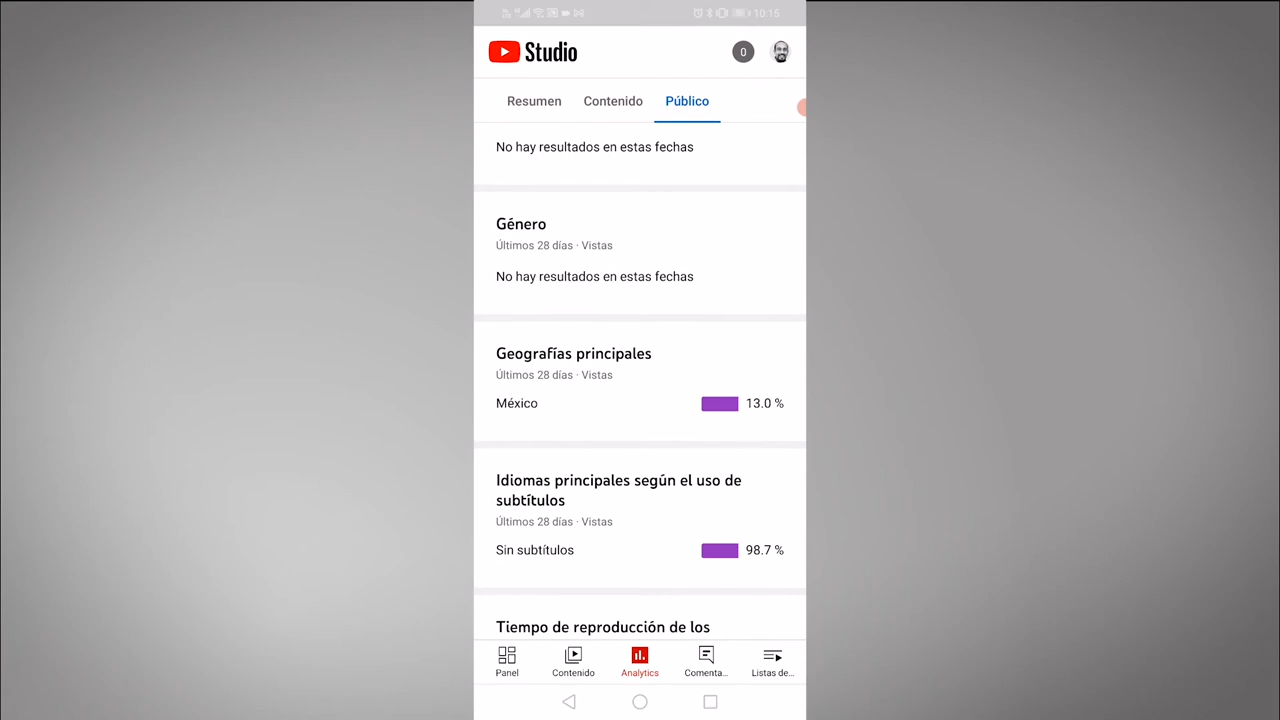 10:15
Studio
0
Resumen Contenido Público
No hay resultados en estas fechas
Género
Últimos 28 días · Vistas
No hay resultados en estas fechas
Geografías principales
Últimos 28 días · Vistas
México 13.0 %
Idiomas principales según el uso de
subtítulos
Últimos 28 días · Vistas
Sin subtítulos 98.7 %
Tiempo de reproducción de los
Panel Contenido Analytics Comenta... Listas de...